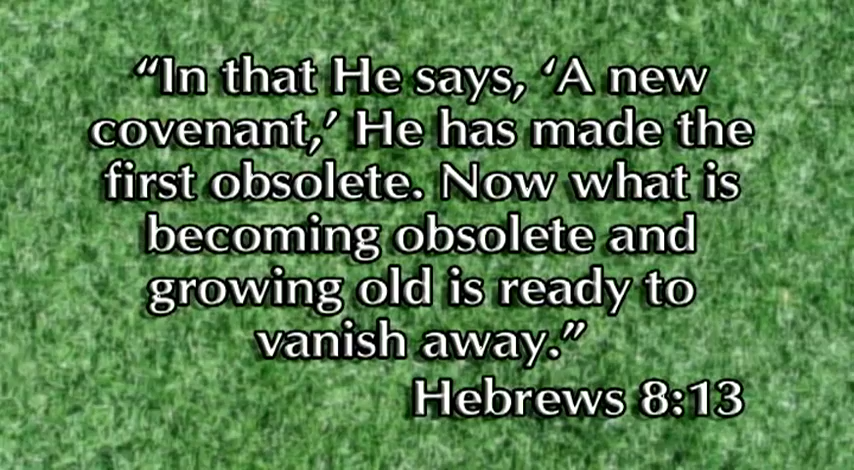 “In that He says, ‘A new
covenant,’ He has made the
first obsolete. Now what is
becoming obsolete and
growing old is ready to
vanish away.”
Hebrews 8:13